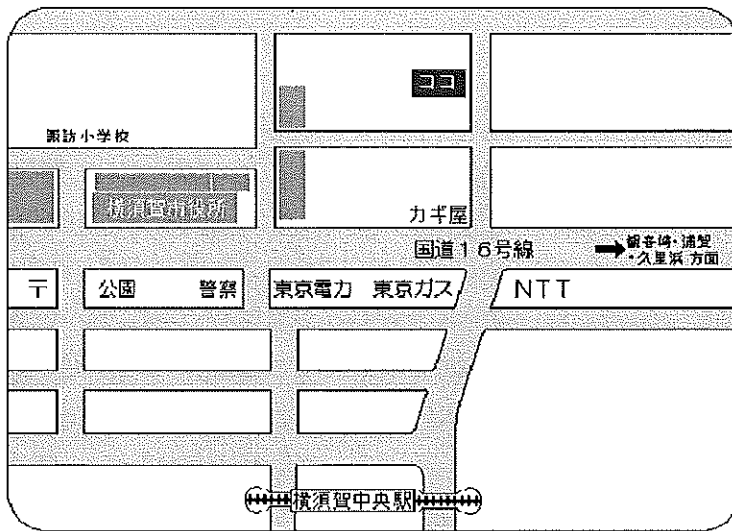 ココ
諏訪小学校
横須賀市役所
カギ屋
国道16号線
観音崎・浦賀
・久里浜 方面
〒
公園
警察
東京電力
東京ガス
NTT
横須賀中央駅